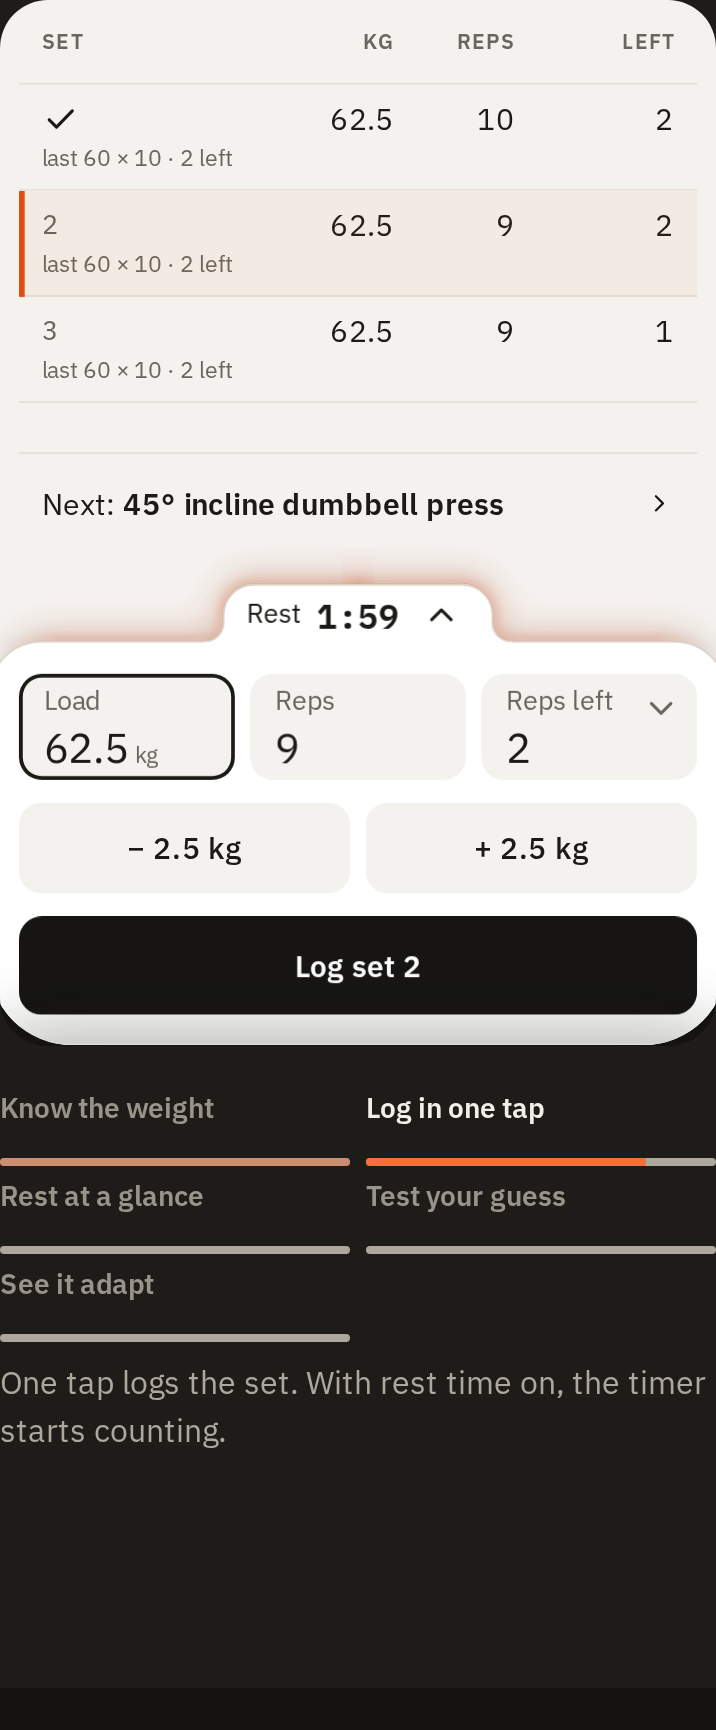 SET KG REPS LEFT
62.5 10 2
last 60 × 10 · 2 left
2 62.5 9 2
last 60 × 10 · 2 left
3 62.5 9 1
last 60 × 10 · 2 left
Next: 45° incline dumbbell press
Rest 1:59
Load Reps Reps left
62.5 kg 9 2
− 2.5 kg + 2.5 kg
Log set 2
Know the weight Log in one tap
Rest at a glance Test your guess
See it adapt
One tap logs the set. With rest time on, the timer
starts counting.